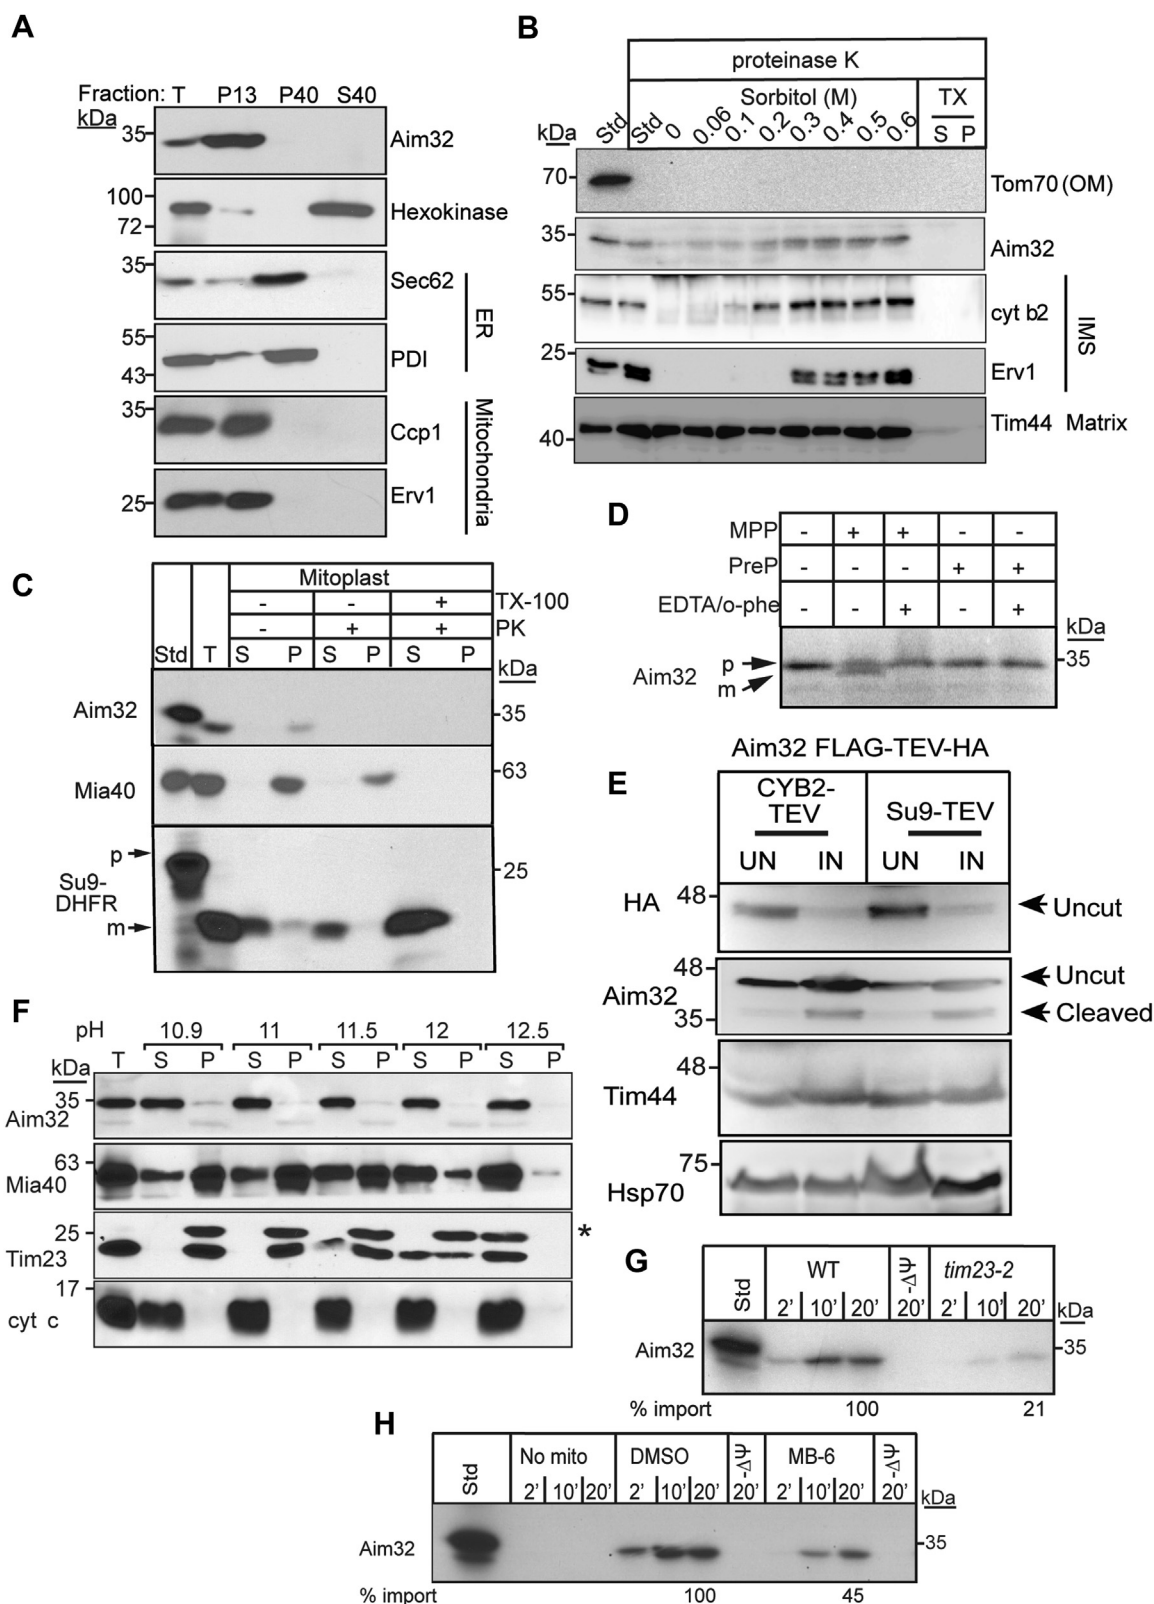 A
Fraction: T P13 P40 S40
kDa
35
Aim32
100
72
Hexokinase
35
Sec62
55
43
PDI
ER
35
Ccp1
25
Erv1
Mitochondria
B
proteinase K
Sorbitol (M) TX
kDa Std Std 0 0.06 0.1 0.2 0.3 0.4 0.5 0.6 S P
70
Tom70 (OM)
35
Aim32
55
cyt b2
25
Erv1
IMS
40
Tim44 Matrix
C
Mitoplast
- - + TX-100
- + + PK
Std T S P S P S P
kDa
Aim32
35
Mia40
63
p
Su9-
DHFR
m
25
D
MPP - + + - -
PreP - - - + +
EDTA/o-phe - - + - +
kDa
Aim32
p
m
35
Aim32 FLAG-TEV-HA
E
CYB2-
TEV
Su9-TEV
UN IN UN IN
HA 48
Uncut
Aim32
48
35
Uncut
Cleaved
48
Tim44
75
Hsp70
F
pH 10.9 11 11.5 12 12.5
kDa T S P S P S P S P S P
35
Aim32
63
Mia40
25
Tim23
*
17
cyt c
G
Std WT -ΔΨ tim23-2
2' 10' 20' 20' 2' 10' 20'
kDa
Aim32
35
% import 100 21
H
Std No mito DMSO -ΔΨ MB-6 -ΔΨ
2' 10' 20' 2' 10' 20' 20' 2' 10' 20' 20'
kDa
Aim32
35
% import 100 45